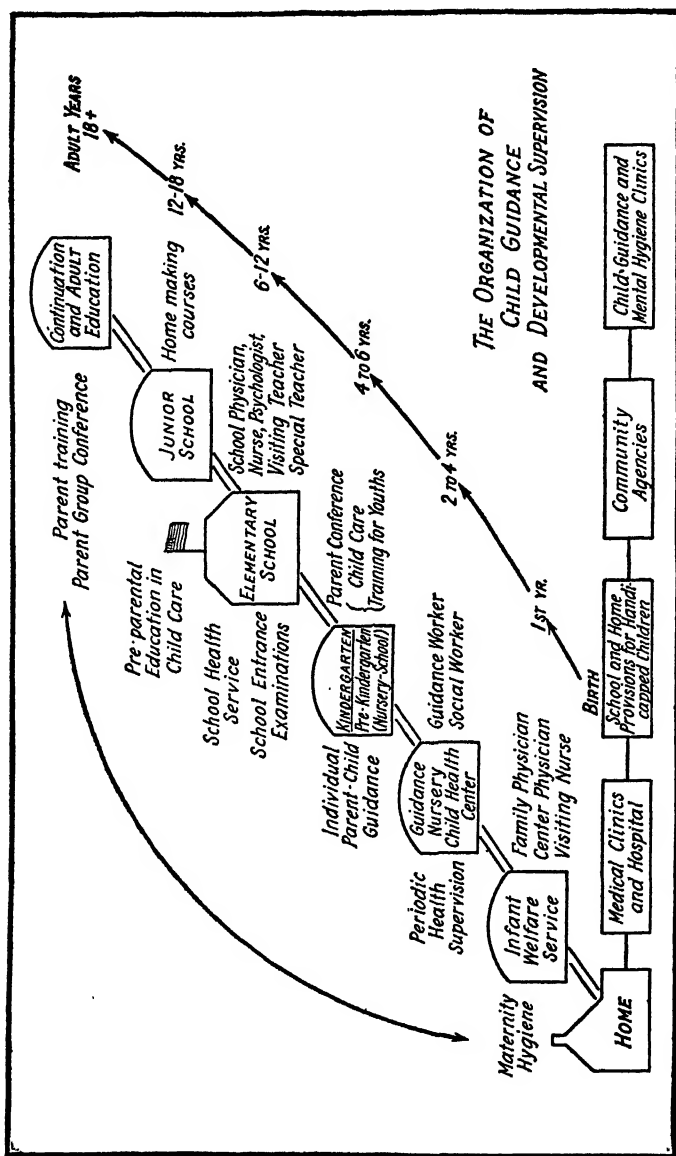 THE ORGANIZATION OF
CHILD GUIDANCE
AND DEVELOPMENTAL SUPERVISION
Parent training
Parent Group Conference
Continuation
and ADULT
Education
Pre-parental
Education in
Child Care
JUNIOR
SCHOOL
Home making
courses
School Health
Service
School Entrance
Examinations
ELEMENTARY
SCHOOL
School Physician,
Nurse, Psychologist,
Visiting Teacher
Special Teacher
Individual
Parent-Child
Guidance
KINDERGARTEN
Pre-Kindergarten
(Nursery-School)
Parent Conference
Child Care
Training for Youths
Periodic
Health
Supervision
Guidance
Nursery
Child Health
Center
Guidance Worker
Social Worker
Maternity
Hygiene
Infant
Welfare
Service
Family Physician
Center Physician
Visiting Nurse
HOME
Medical Clinics
and Hospital
School and Home
Provisions for Handi-
capped Children
Community
Agencies
Child-Guidance and
Mental Hygiene Clinics
BIRTH
1ST YR.
2 TO 4 YRS.
4 TO 6 YRS.
6-12 YRS.
12-18 YRS.
ADULT YEARS
18+